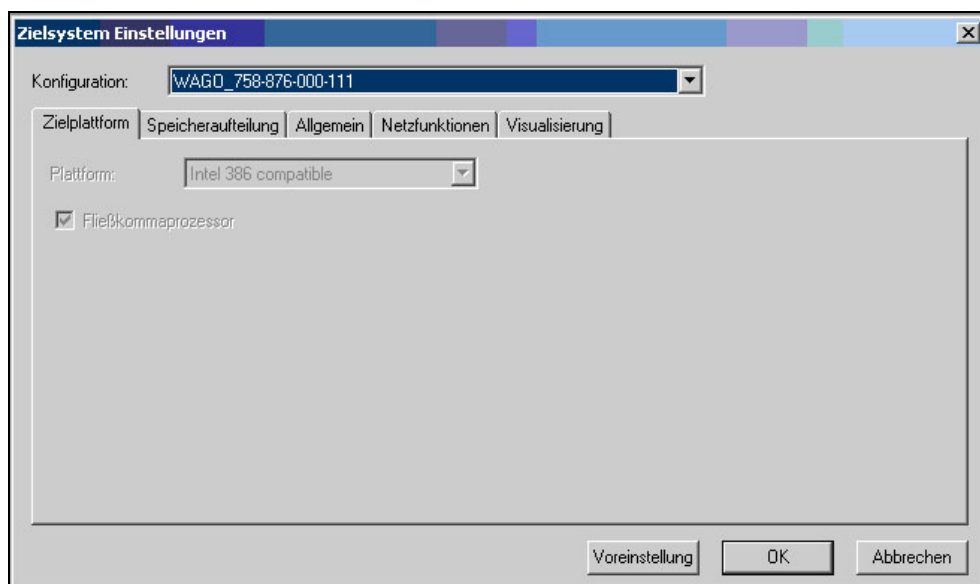 Zielsystem Einstellungen
Konfiguration: WAGO_758-876-000-111
Zielplattform Speicheraufteilung Allgemein Netzfunktionen Visualisierung
Plattform: Intel 386 compatible
Fließkommaprozessor
Voreinstellung OK Abbrechen